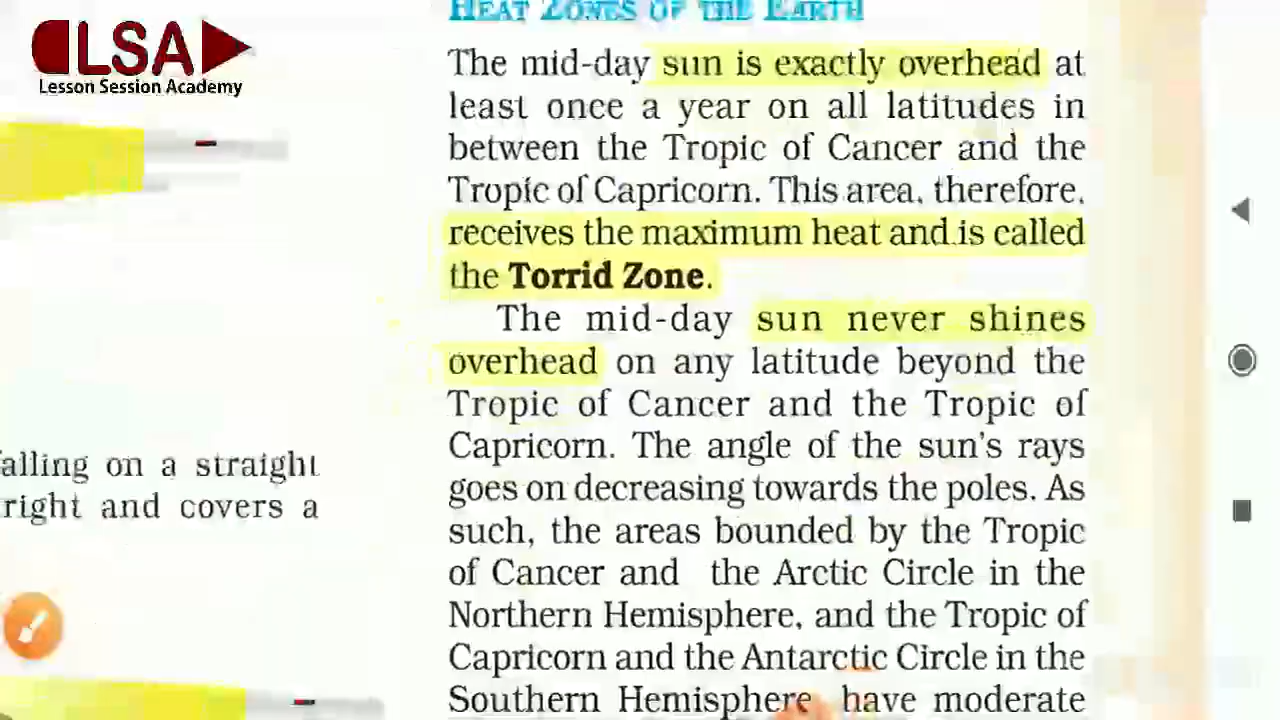 LSA
Lesson Session Academy
HEAT ZONES OF THE EARTH
The mid-day sun is exactly overhead at
least once a year on all latitudes in
between the Tropic of Cancer and the
Tropic of Capricorn. This area, therefore,
receives the maximum heat and is called
the Torrid Zone.
The mid-day sun never shines
overhead on any latitude beyond the
Tropic of Cancer and the Tropic of
Capricorn. The angle of the sun's rays
goes on decreasing towards the poles. As
such, the areas bounded by the Tropic
of Cancer and the Arctic Circle in the
Northern Hemisphere, and the Tropic of
Capricorn and the Antarctic Circle in the
Southern Hemisphere have moderate
alling on a straight
right and covers a